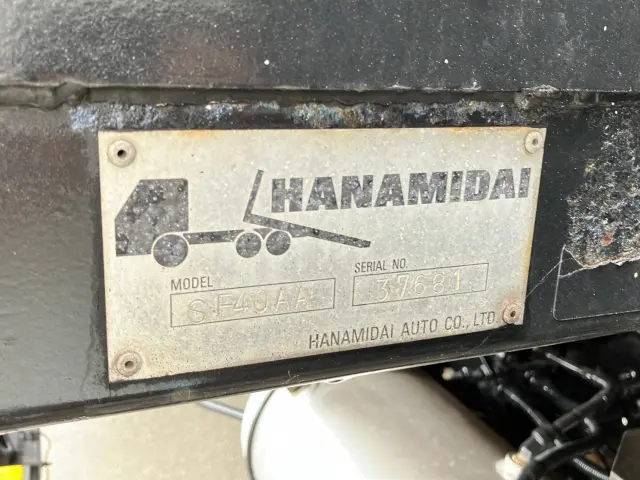 HANAMIDAI
MODEL
SERIAL NO.
SF40AA
37681
HANAMIDAI AUTO CO., LTD.